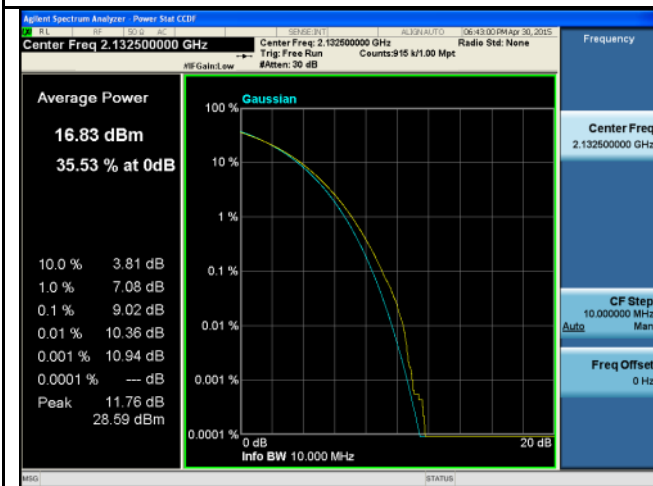 Agilent Spectrum Analyzer - Power Stat CCDF
RL RF 50 Ω AC SENSE:INT ALIGN AUTO 06:43:00 PM Apr 30, 2015
Center Freq 2.132500000 GHz
Center Freq: 2.132500000 GHz Radio Std: None
Trig: Free Run Counts:915 k/1.00 Mpt
#IFGain:Low #Atten: 30 dB
Frequency
Average Power
16.83 dBm
35.53 % at 0dB
10.0 % 3.81 dB
1.0 % 7.08 dB
0.1 % 9.02 dB
0.01 % 10.36 dB
0.001 % 10.94 dB
0.0001 % --- dB
Peak 11.76 dB
28.59 dBm
Gaussian
100 %
10 %
1 %
0.1 %
0.01 %
0.001 %
0.0001 %
0 dB 20 dB
Info BW 10.000 MHz
Center Freq
2.132500000 GHz
CF Step
10.000000 MHz
Auto Man
Freq Offset
0 Hz
MSG STATUS